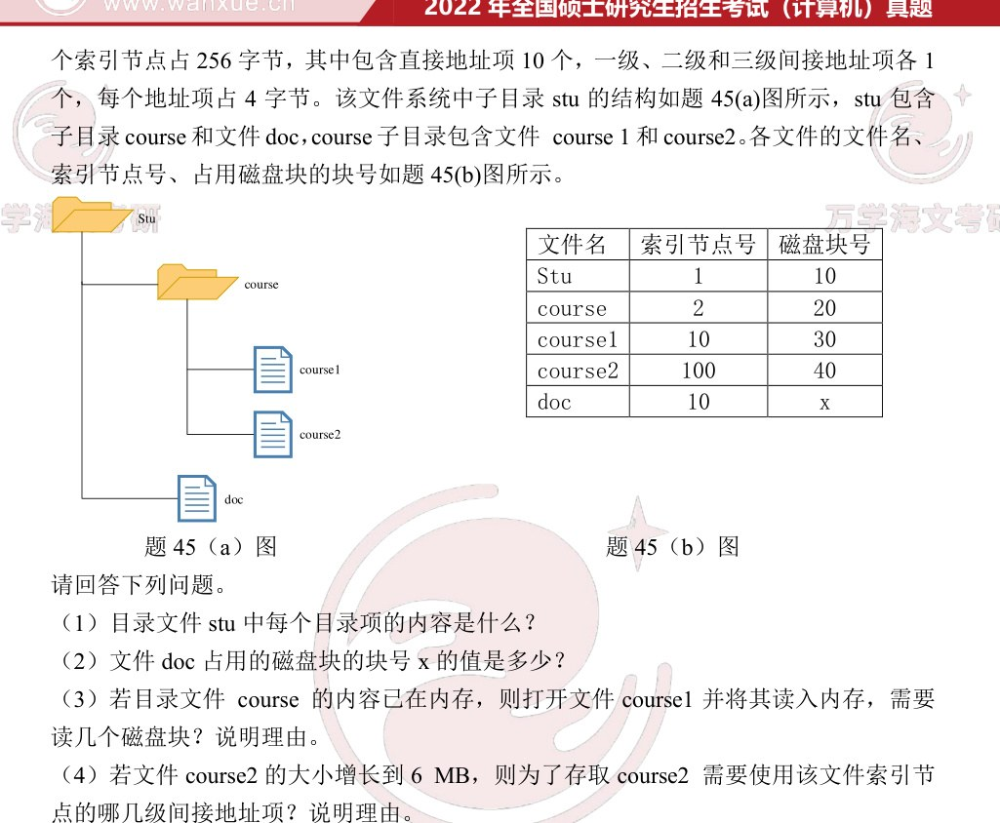 www.wanxue.cn
2022 年全国硕士研究生招生考试（计算机）真题
个索引节点占 256 字节，其中包含直接地址项 10 个，一级、二级和三级间接地址项各 1
个，每个地址项占 4 字节。该文件系统中子目录 stu 的结构如题 45(a)图所示，stu 包含
子目录 course 和文件 doc，course 子目录包含文件 course 1 和 course2。各文件的文件名、
索引节点号、占用磁盘块的块号如题 45(b)图所示。
万学海文考研
Stu
course
course1
course2
doc
文件名 索引节点号 磁盘块号
Stu 1 10
course 2 20
course1 10 30
course2 100 40
doc 10 x
题 45（a）图
题 45（b）图
请回答下列问题。
（1）目录文件 stu 中每个目录项的内容是什么？
（2）文件 doc 占用的磁盘块的块号 x 的值是多少？
（3）若目录文件 course 的内容已在内存，则打开文件 course1 并将其读入内存，需要
读几个磁盘块？说明理由。
（4）若文件 course2 的大小增长到 6 MB，则为了存取 course2 需要使用该文件索引节
点的哪几级间接地址项？说明理由。